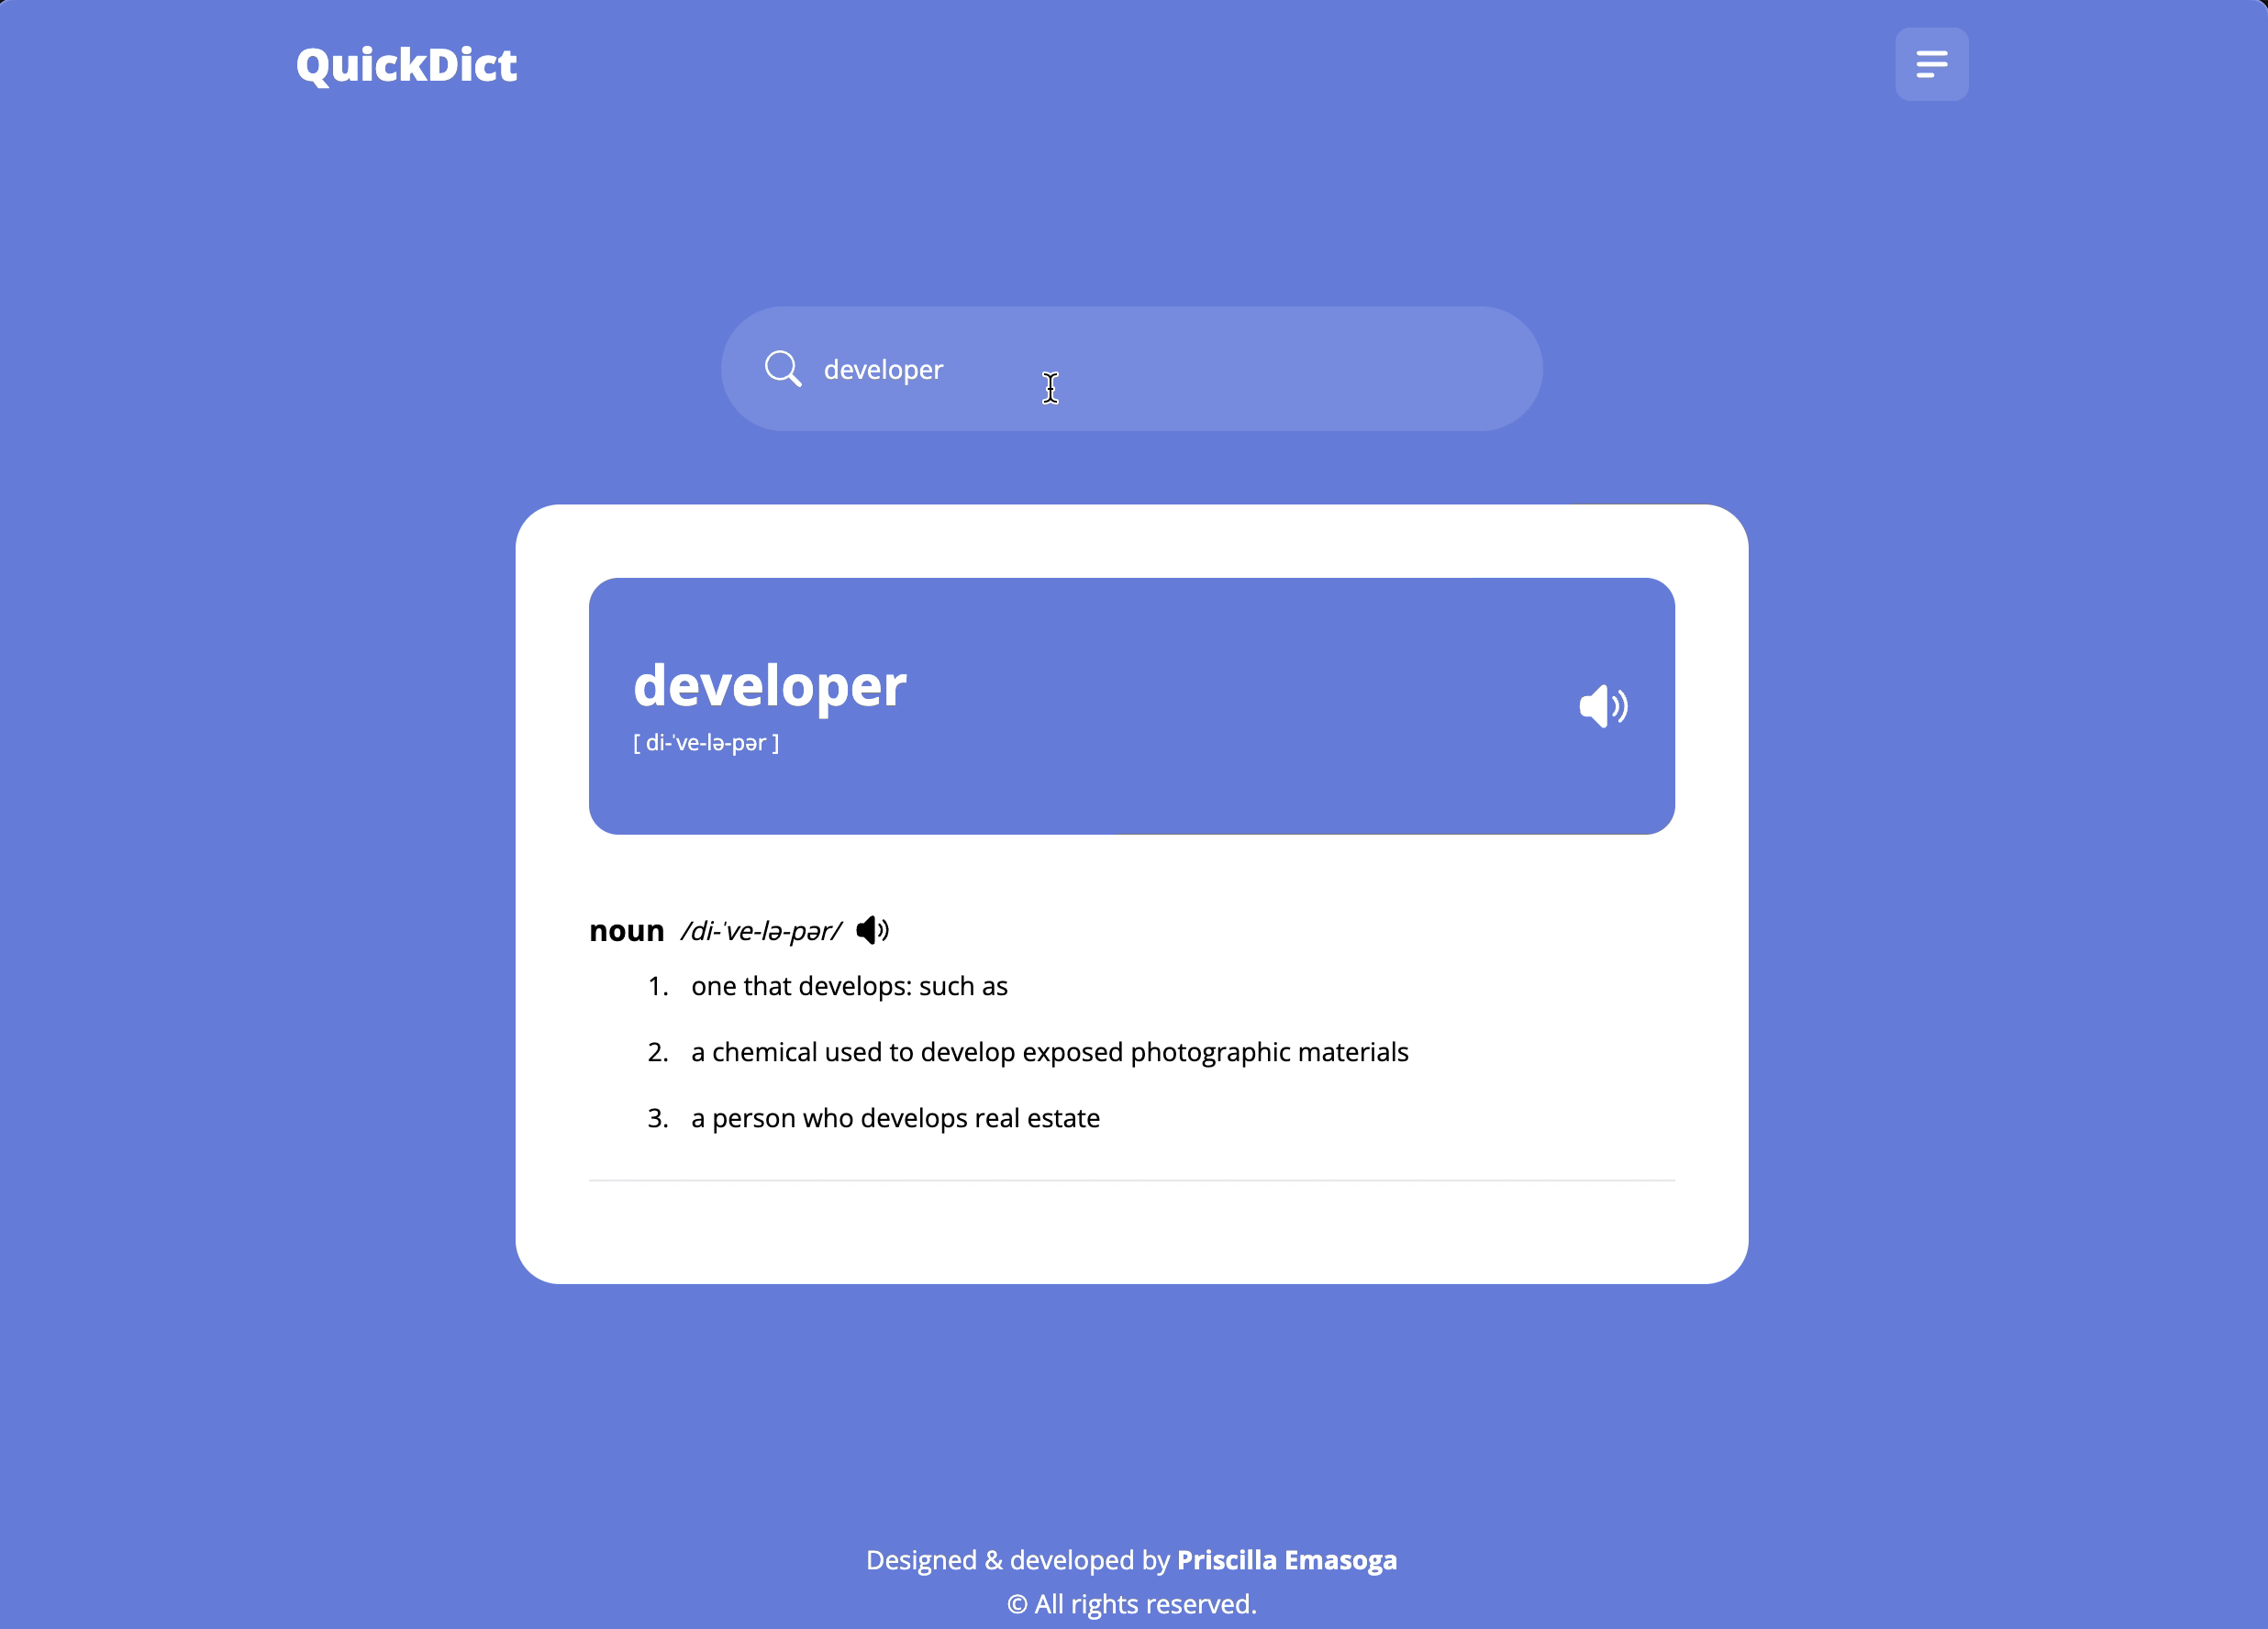 QuickDict
developer
developer
[ di-ˈve-lə-pər ]
noun /di-ˈve-lə-pər/
1. one that develops: such as
2. a chemical used to develop exposed photographic materials
3. a person who develops real estate
Designed & developed by Priscilla Emasoga
© All rights reserved.